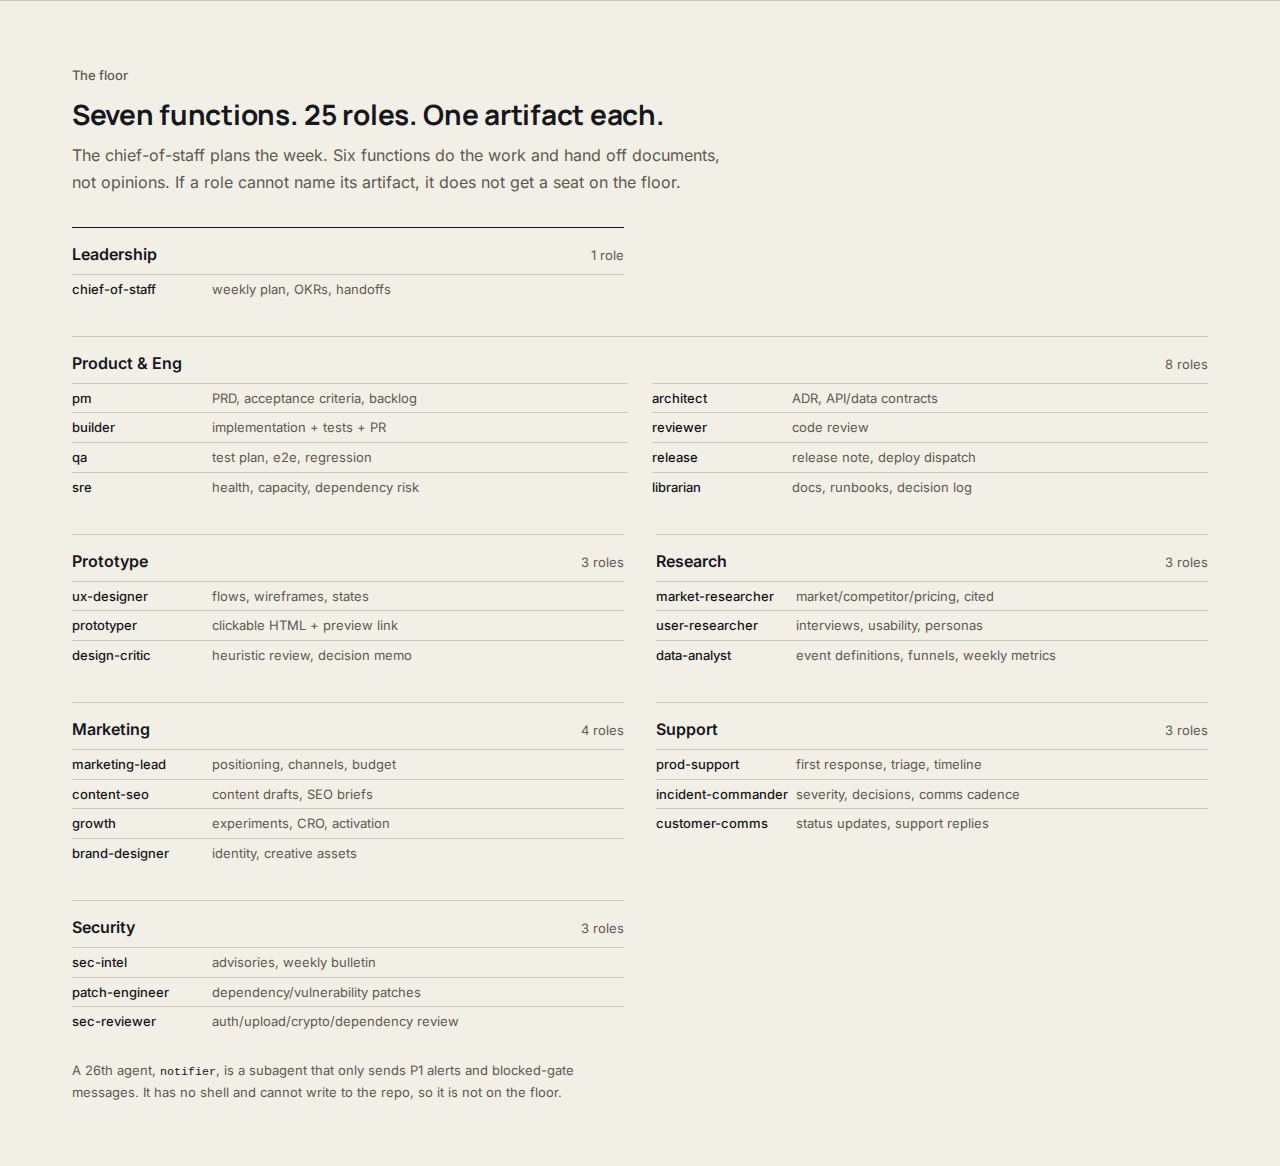 The floor
Seven functions. 25 roles. One artifact each.
The chief-of-staff plans the week. Six functions do the work and hand off documents,
not opinions. If a role cannot name its artifact, it does not get a seat on the floor.
Leadership 1 role
chief-of-staff weekly plan, OKRs, handoffs
Product & Eng 8 roles
pm PRD, acceptance criteria, backlog architect ADR, API/data contracts
builder implementation + tests + PR reviewer code review
qa test plan, e2e, regression release release note, deploy dispatch
sre health, capacity, dependency risk librarian docs, runbooks, decision log
Prototype 3 roles
ux-designer flows, wireframes, states
prototyper clickable HTML + preview link
design-critic heuristic review, decision memo
Research 3 roles
market-researcher market/competitor/pricing, cited
user-researcher interviews, usability, personas
data-analyst event definitions, funnels, weekly metrics
Marketing 4 roles
marketing-lead positioning, channels, budget
content-seo content drafts, SEO briefs
growth experiments, CRO, activation
brand-designer identity, creative assets
Support 3 roles
prod-support first response, triage, timeline
incident-commander severity, decisions, comms cadence
customer-comms status updates, support replies
Security 3 roles
sec-intel advisories, weekly bulletin
patch-engineer dependency/vulnerability patches
sec-reviewer auth/upload/crypto/dependency review
A 26th agent, notifier, is a subagent that only sends P1 alerts and blocked-gate
messages. It has no shell and cannot write to the repo, so it is not on the floor.